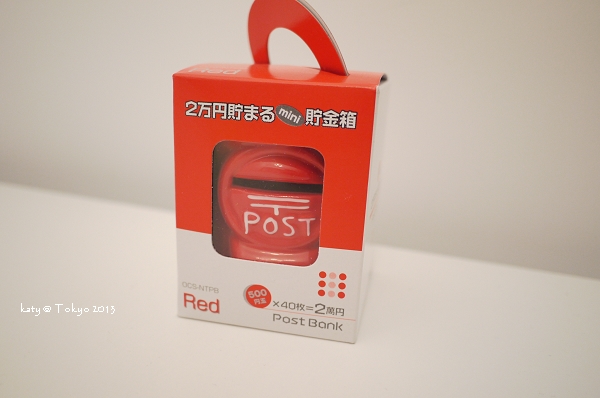 Red
2万円貯まる mini 貯金箱
〒
POST
OCS-NTPB
Red
500円玉
×40枚=2萬円
Post Bank
katy @ Tokyo 2013